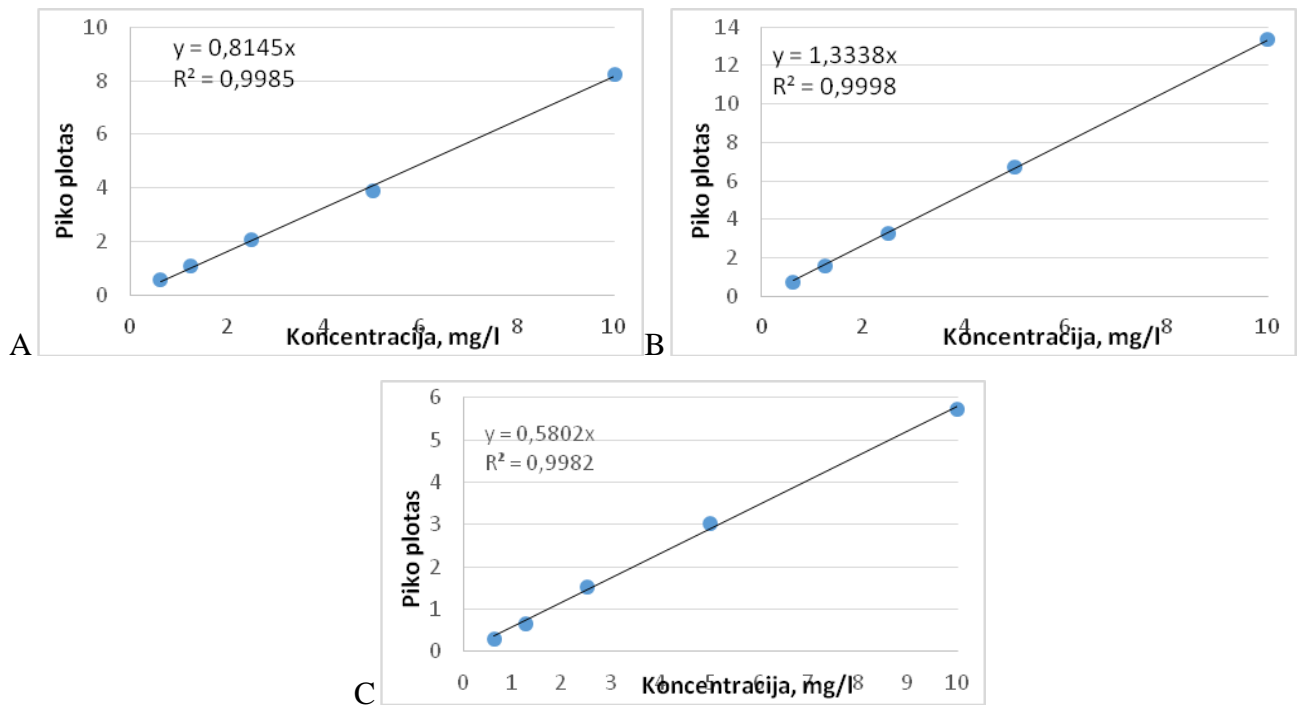 10
8
6
4
2
0
Piko plotas
y = 0,8145x
R² = 0,9985
0 2 4 6 8 10
Koncentracija, mg/l
A
14
12
10
8
6
4
2
0
Piko plotas
y = 1,3338x
R² = 0,9998
0 2 4 6 8 10
Koncentracija, mg/l
B
6
5
4
3
2
1
0
Piko plotas
y = 0,5802x
R² = 0,9982
0 1 2 3 4 5 6 7 8 9 10
Koncentracija, mg/l
C